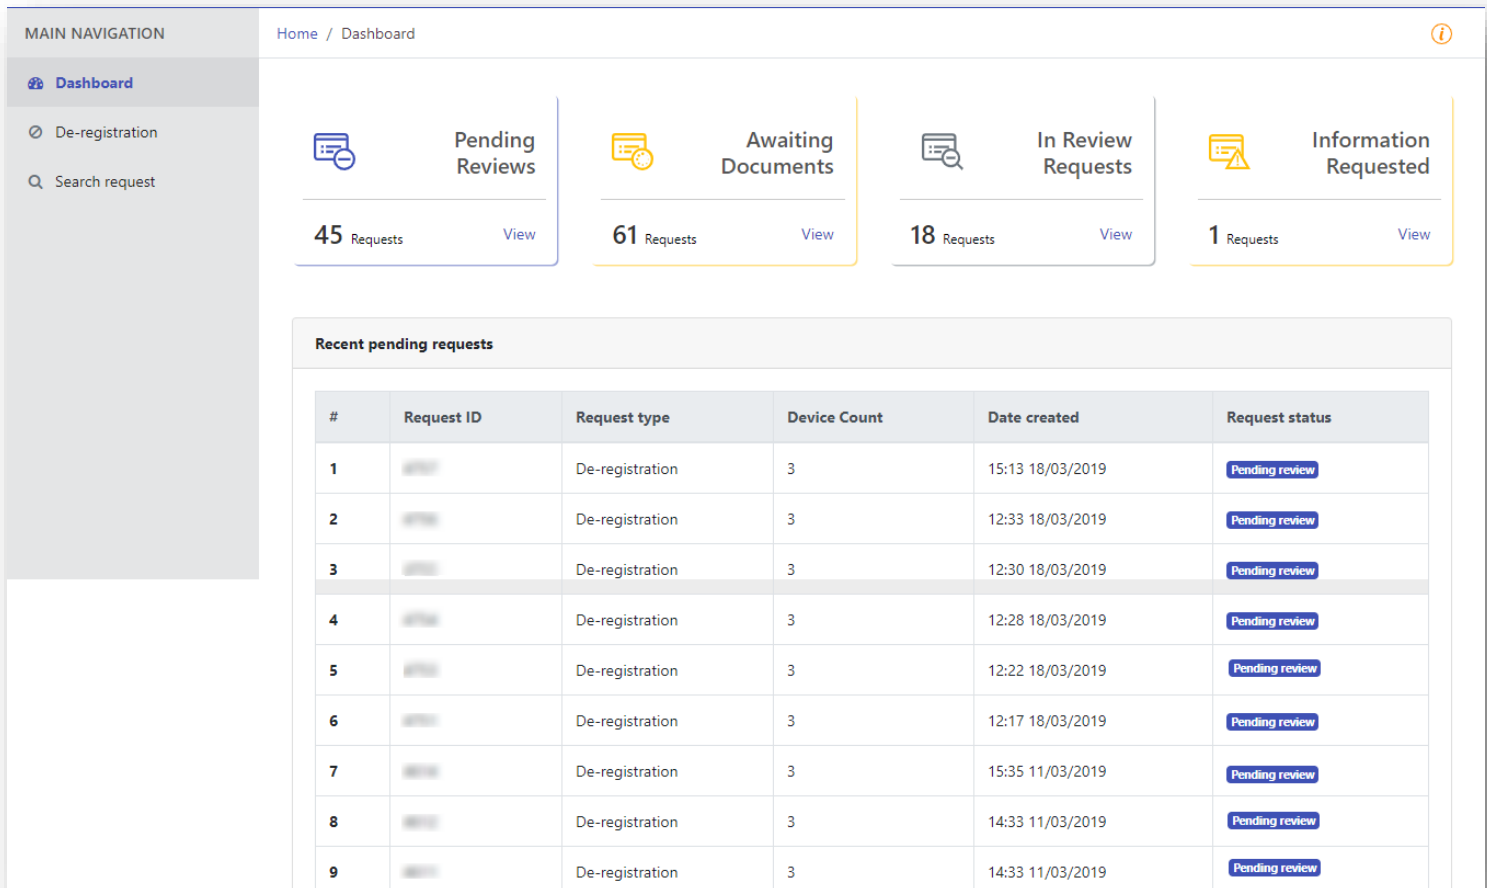 MAIN NAVIGATION
Home / Dashboard
Dashboard
De-registration
Search request
Pending Reviews
45 Requests View
Awaiting Documents
61 Requests View
In Review Requests
18 Requests View
Information Requested
1 Requests View
Recent pending requests
# Request ID Request type Device Count Date created Request status
1 De-registration 3 15:13 18/03/2019 Pending review
2 De-registration 3 12:33 18/03/2019 Pending review
3 De-registration 3 12:30 18/03/2019 Pending review
4 De-registration 3 12:28 18/03/2019 Pending review
5 De-registration 3 12:22 18/03/2019 Pending review
6 De-registration 3 12:17 18/03/2019 Pending review
7 De-registration 3 15:35 11/03/2019 Pending review
8 De-registration 3 14:33 11/03/2019 Pending review
9 De-registration 3 14:33 11/03/2019 Pending review